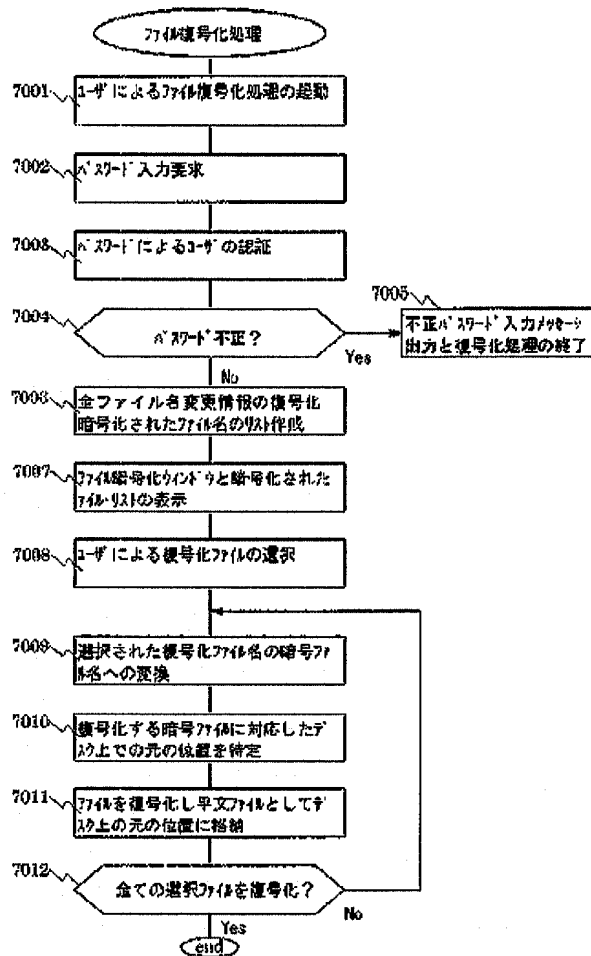 ファイル復号化処理
7001
ユーザによるファイル復号化処理の起動
7002
パスワード入力要求
7003
パスワードによるユーザの認証
7004
パスワード不正？
Yes
No
7005
不正パスワード入力メッセージ
出力と復号化処理の終了
7006
全ファイル名変更情報の復号化
暗号化されたファイル名のリスト作成
7007
ファイル暗号化ウインドウと暗号化された
ァイル・リストの表示
7008
ユーザによる復号化ファイルの選択
7009
選択された復号化ファイル名の暗号ファ
ル名への変換
7010
復号化する暗号ファイルに対応したデ
スク上での元の位置を特定
7011
ファイルを復号化し平文ファイルとしてデ
スク上の元の位置に格納
7012
全ての選択ファイルを復号化？
No
Yes
end